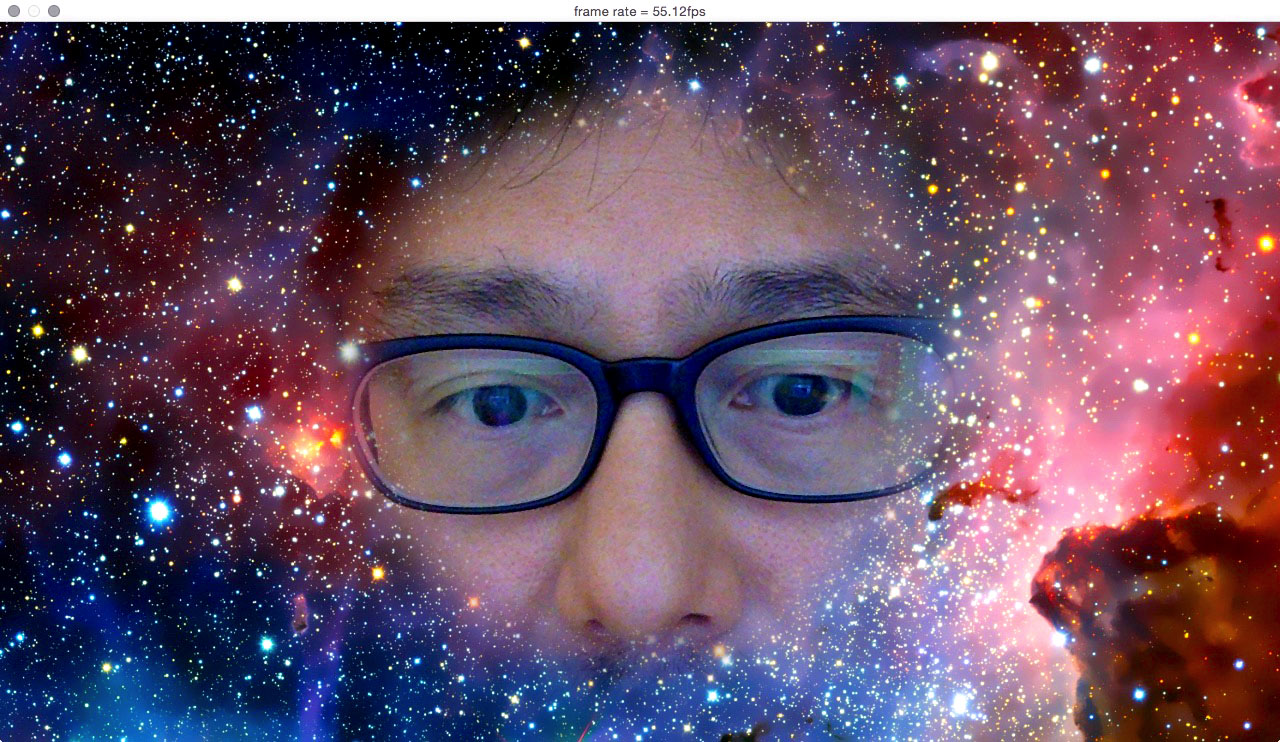 frame rate = 55.12fps